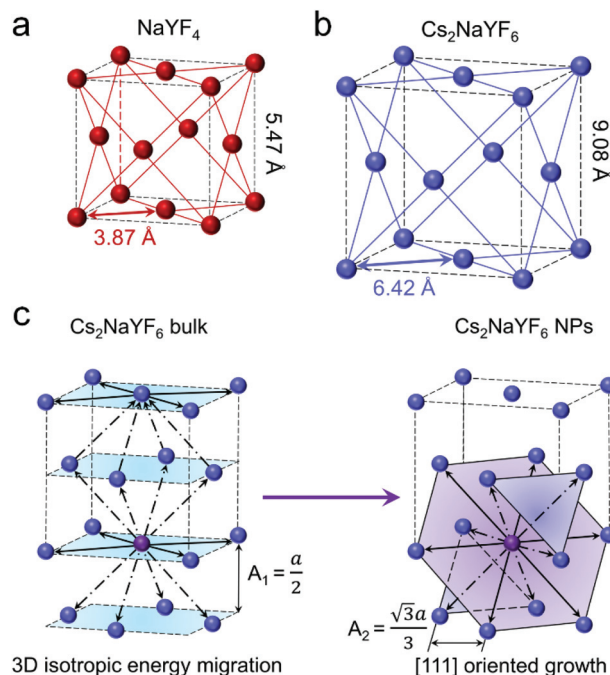 a
NaYF₄
5.47 Å
3.87 Å
b
Cs₂NaYF₆
9.08 Å
6.42 Å
c
Cs₂NaYF₆ bulk
Cs₂NaYF₆ NPs
A₁ = a/2
A₂ = √3a/3
3D isotropic energy migration
[111] oriented growth